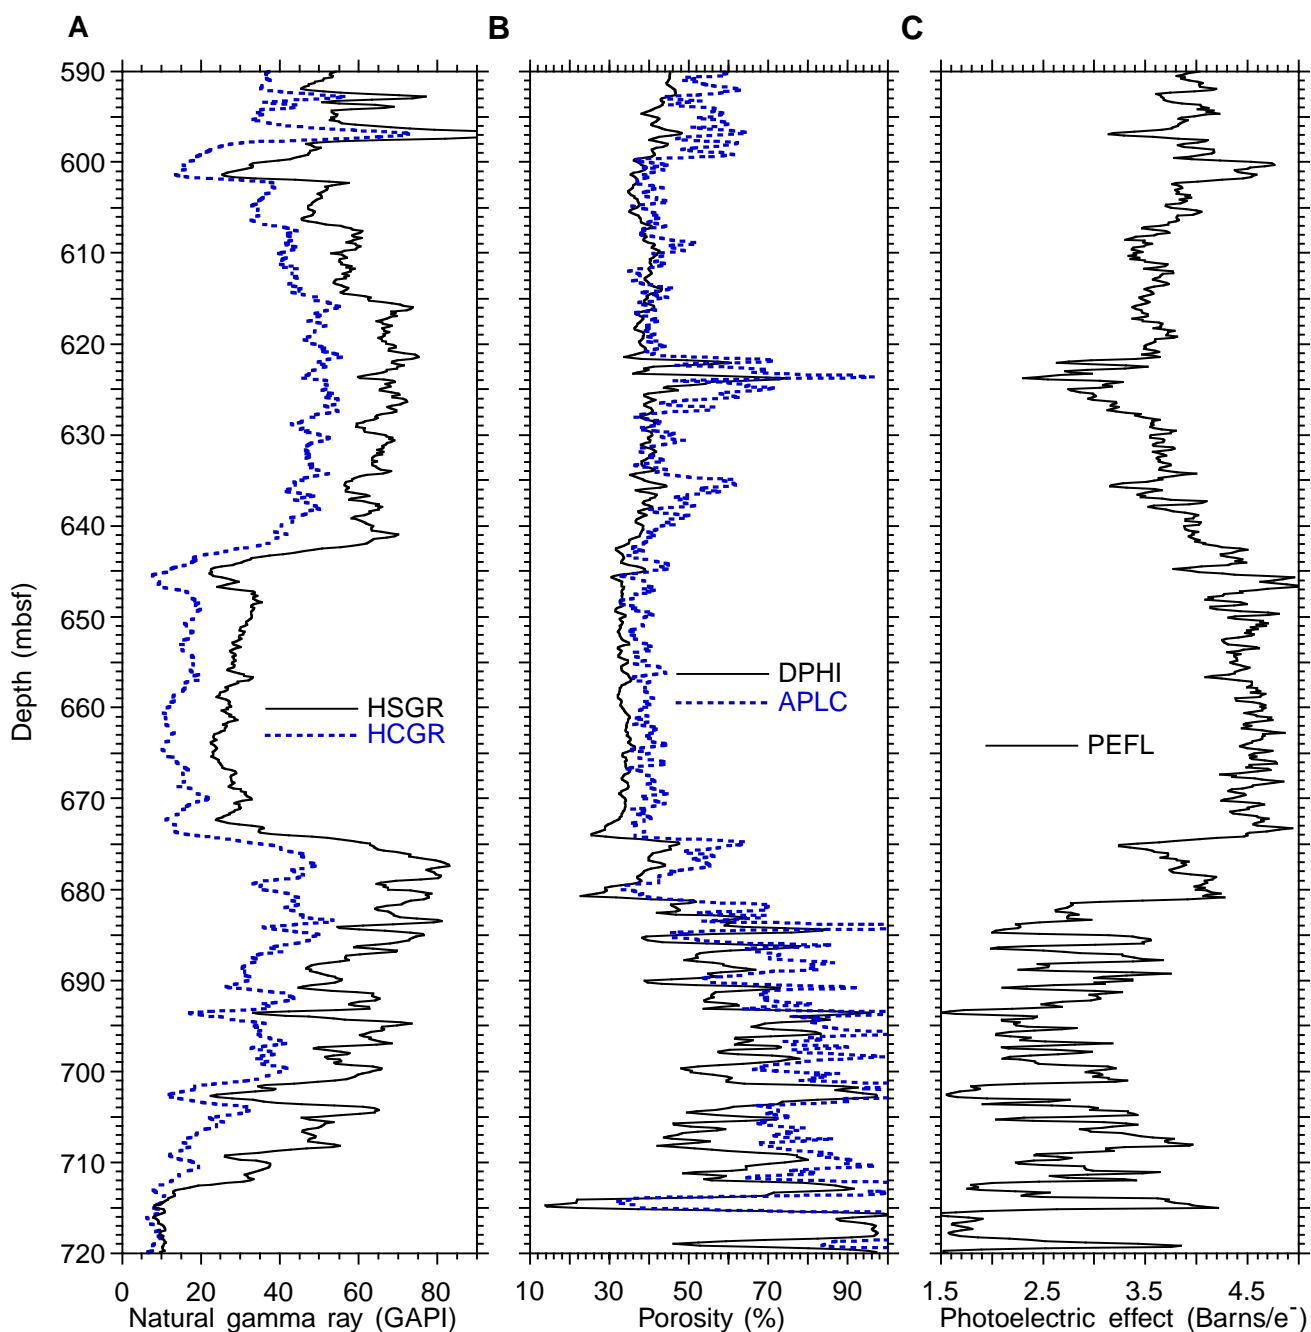 A B C
590
600
610
620
630
640
650
660
670
680
690
700
710
720
Depth (mbsf)
HSGR
HCGR
DPHI
APLC
PEFL
0 20 40 60 80
10 30 50 70 90
1.5 2.5 3.5 4.5
Natural gamma ray (GAPI)
Porosity (%)
Photoelectric effect (Barns/e⁻)